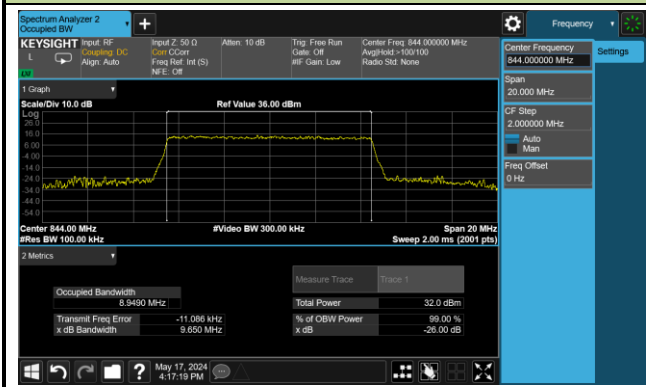 Spectrum Analyzer 2
Occupied BW
+
Frequency
KEYSIGHT Input: RF Input Z: 50 Ω Atten: 10 dB Trig: Free Run Center Freq: 844.000000 MHz
L Coupling: DC Corr CCorr Gate: Off Avg|Hold:>100/100
Align: Auto Freq Ref: Int (S) #IF Gain: Low Radio Std: None
NFE: Off
Center Frequency
844.000000 MHz
Settings
Span
20.000 MHz
CF Step
2.000000 MHz
Auto
Man
Freq Offset
0 Hz
1 Graph
Scale/Div 10.0 dB Ref Value 36.00 dBm
Log
26.0
16.0
6.00
-4.00
-14.0
-24.0
-34.0
-44.0
-54.0
Center 844.00 MHz #Video BW 300.00 kHz Span 20 MHz
#Res BW 100.00 kHz Sweep 2.00 ms (2001 pts)
2 Metrics
Measure Trace Trace 1
Occupied Bandwidth
8.9490 MHz Total Power 32.0 dBm
Transmit Freq Error -11.086 kHz % of OBW Power 99.00 %
x dB Bandwidth 9.650 MHz x dB -26.00 dB
?
May 17, 2024
4:17:19 PM